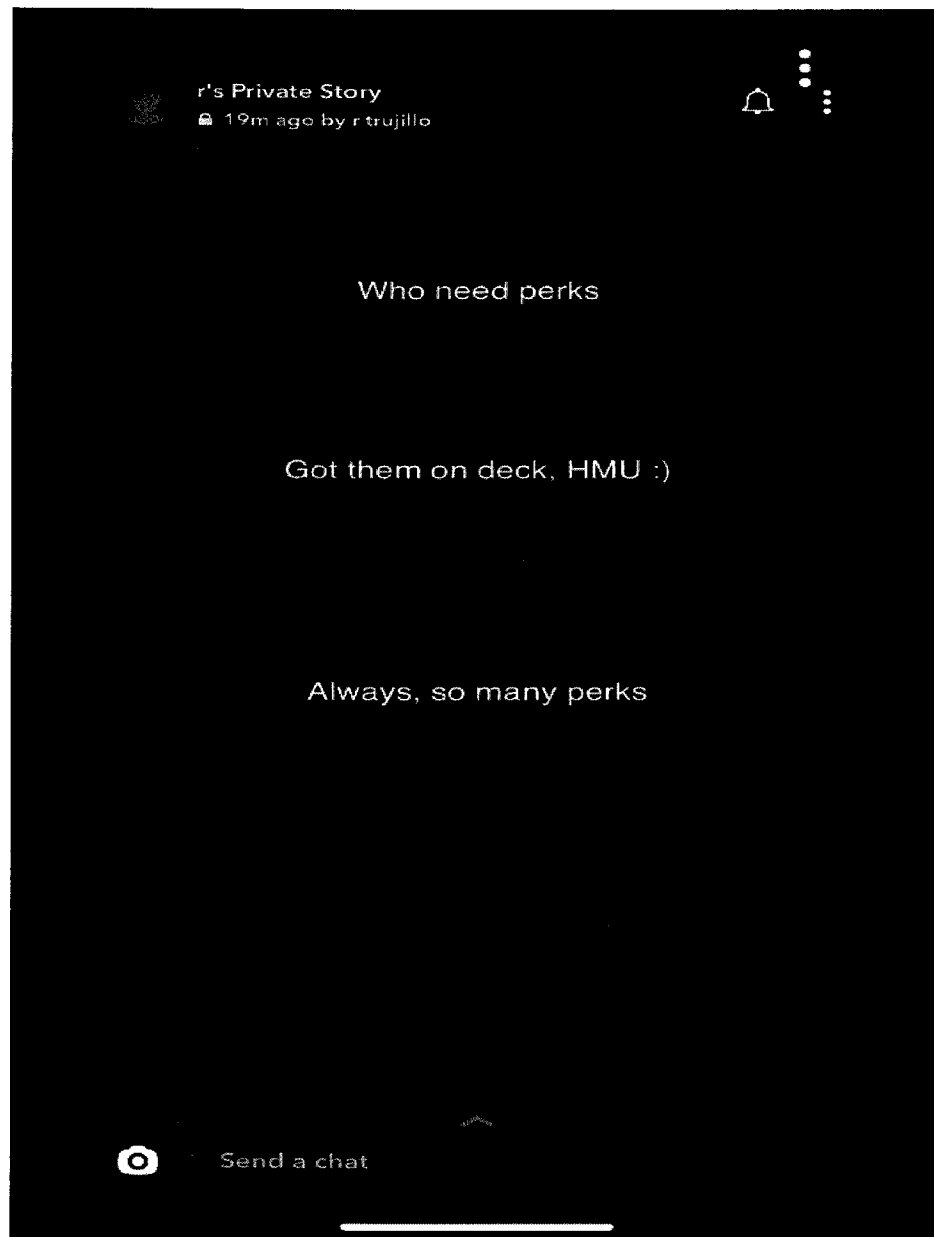 r's Private Story
19m ago by r trujillo
Who need perks
Got them on deck, HMU :)
Always, so many perks
Send a chat